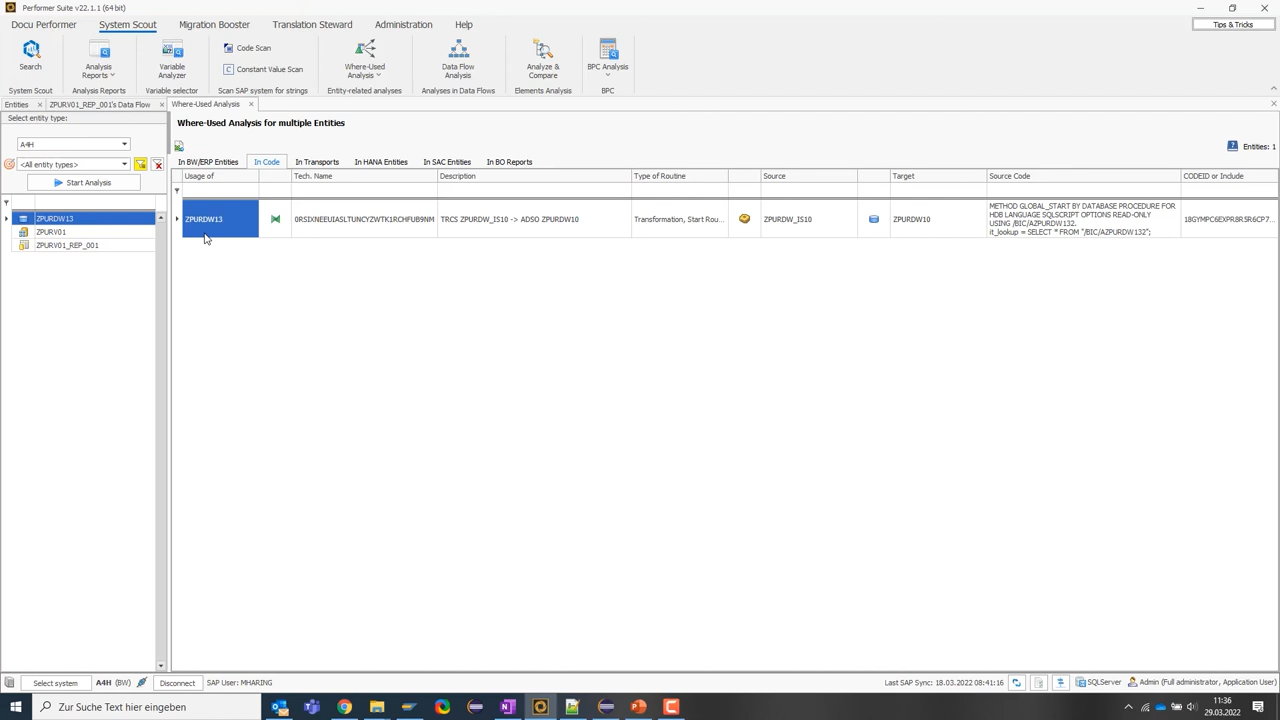 Performer Suite v22.1.1 (64 bit)
Docu Performer
System Scout
Migration Booster
Translation Steward
Administration
Help
Tips & Tricks
Search
Analysis
Reports
Variable
Analyzer
Code Scan
Constant Value Scan
Where-Used
Analysis
Data Flow
Analysis
Analyze &
Compare
BPC Analysis
System Scout
Analysis Reports
Variable selector
Scan SAP system for strings
Entity-related analyses
Analyses in Data Flows
Elements Analysis
BPC
Entities
ZPURV01_REP_001's Data Flow
Where-Used Analysis
Select entity type:
A4H
<All entity types>
Start Analysis
ZPURDW13
ZPURV01
ZPURV01_REP_001
Where-Used Analysis for multiple Entities
Entities: 1
In BW/ERP Entities
In Code
In Transports
In HANA Entities
In SAC Entities
In BO Reports
Usage of
Tech. Name
Description
Type of Routine
Source
Target
Source Code
CODEID or Include
ZPURDW13
TRCS ZPURDW_IS10 -> ADSO ZPURDW10
Transformation, Start Rou...
ZPURDW_IS10
ZPURDW10
METHOD GLOBAL_START BY DATABASE PROCEDURE FOR
HDB LANGUAGE SQLSCRIPT OPTIONS READ-ONLY
USING /BIC/AZPURDW132.
it_lookup = SELECT * FROM "/BIC/AZPURDW132";
Select system
A4H (BW)
Disconnect
SAP User: MHARING
Last SAP Sync: 18.03.2022 08:41:16
SQLServer
Admin (Full administrator, Application User)
Zur Suche Text hier eingeben
11:36
29.03.2022